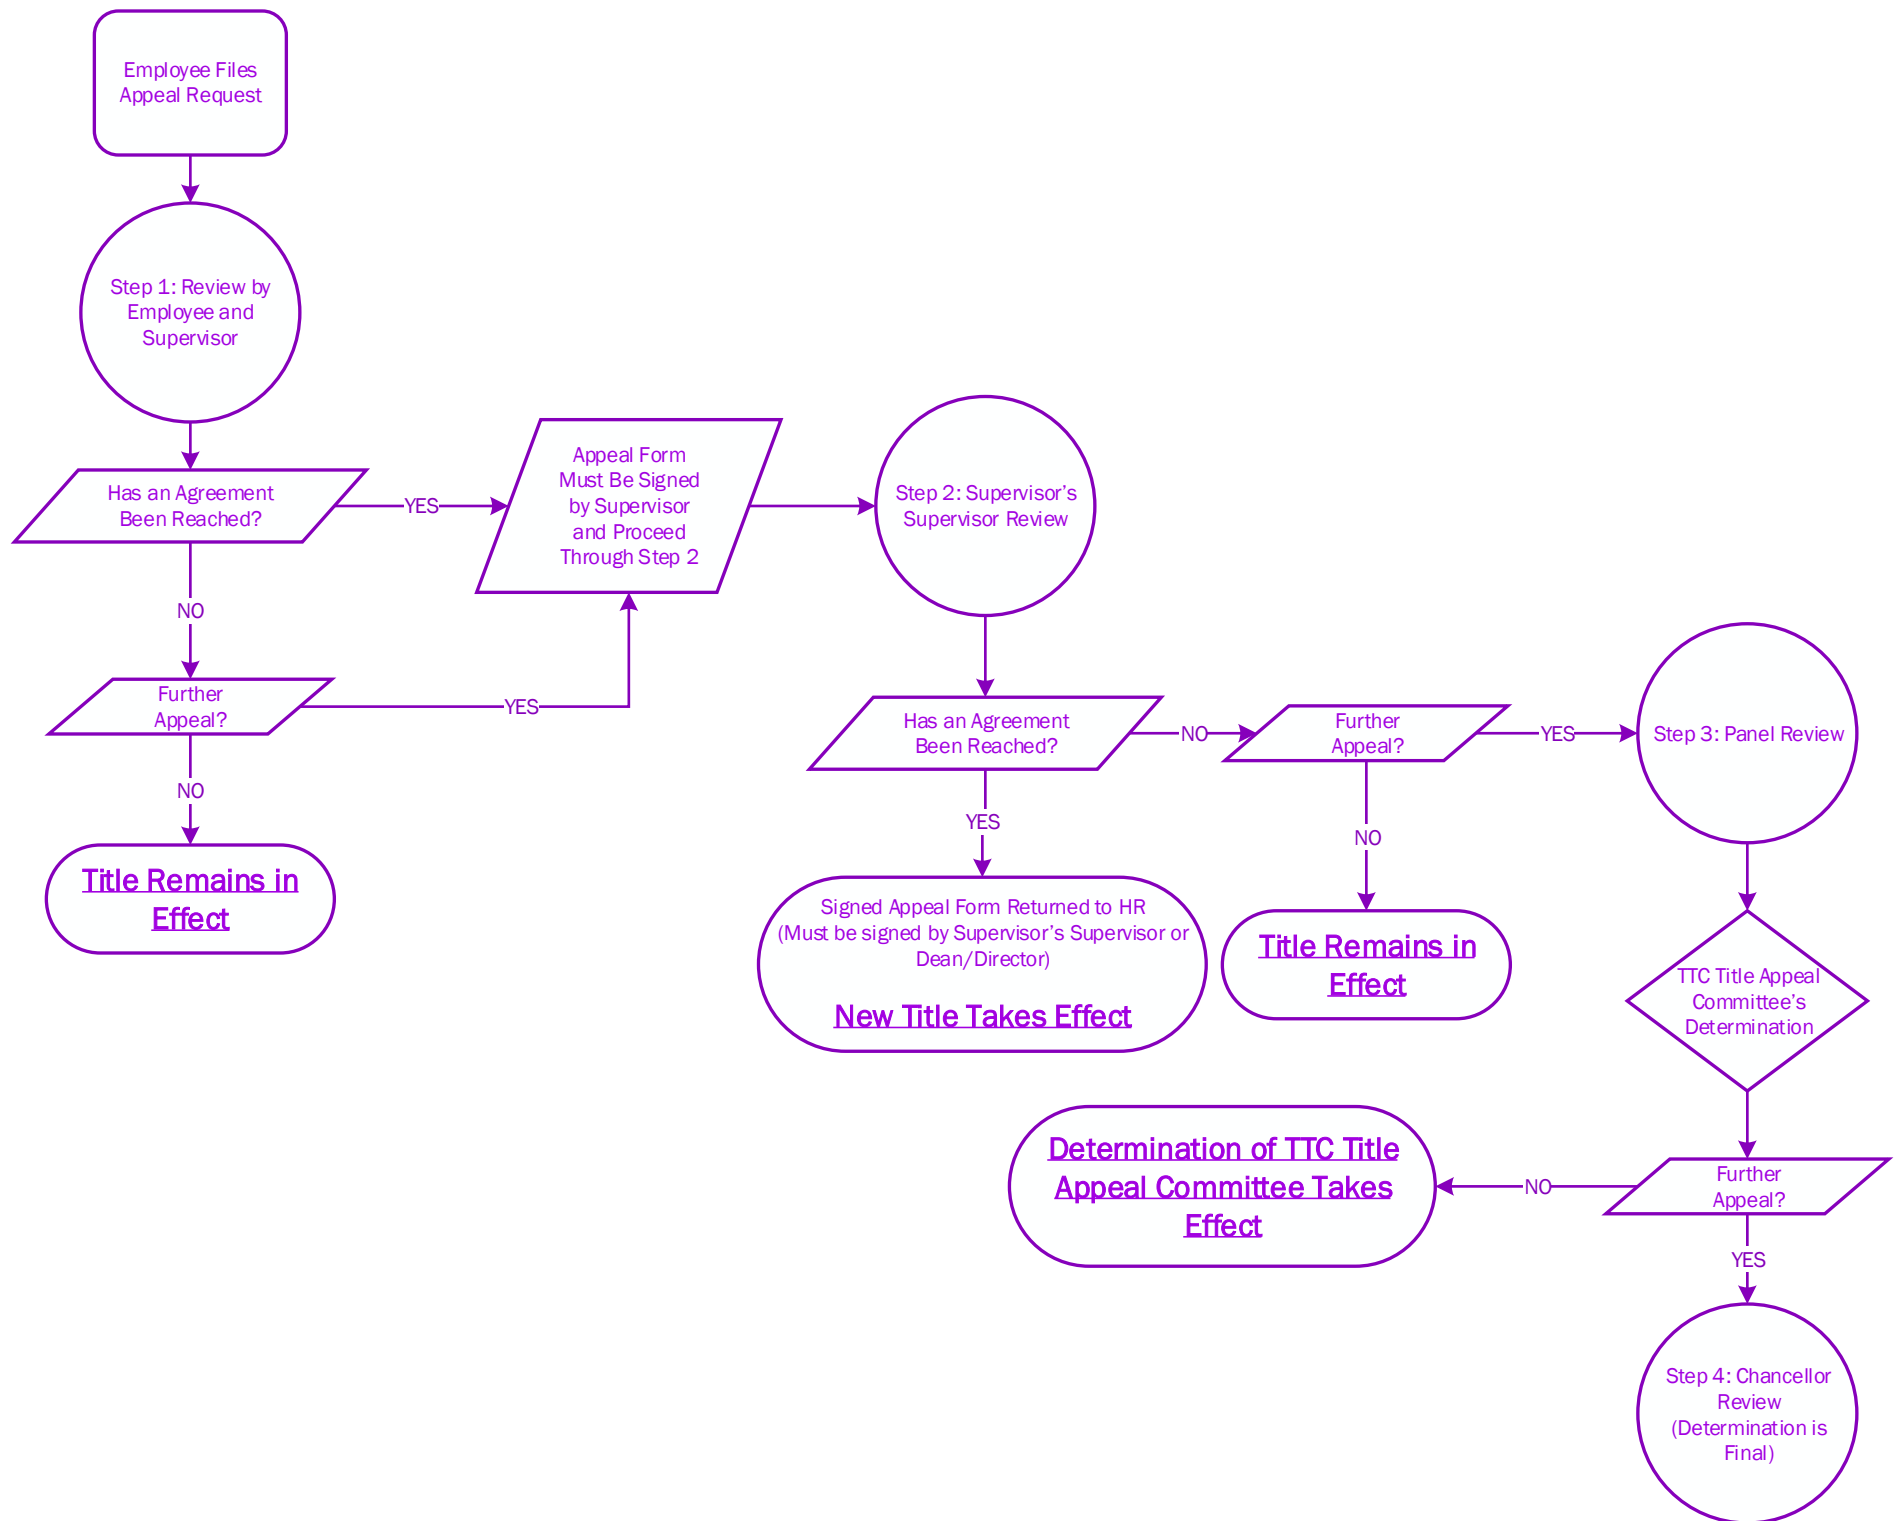 Employee Files
Appeal Request
Step 1: Review by
Employee and
Supervisor
Has an Agreement
Been Reached?
YES
Appeal Form
Must Be Signed
by Supervisor
and Proceed
Through Step 2
Step 2: Supervisor's
Supervisor Review
NO
Further
Appeal?
YES
NO
Title Remains in
Effect
Has an Agreement
Been Reached?
NO
Further
Appeal?
YES
Step 3: Panel Review
YES
NO
Signed Appeal Form Returned to HR
(Must be signed by Supervisor's Supervisor or
Dean/Director)
New Title Takes Effect
Title Remains in
Effect
TTC Title Appeal
Committee's
Determination
Further
Appeal?
NO
Determination of TTC Title
Appeal Committee Takes
Effect
YES
Step 4: Chancellor
Review
(Determination is
Final)